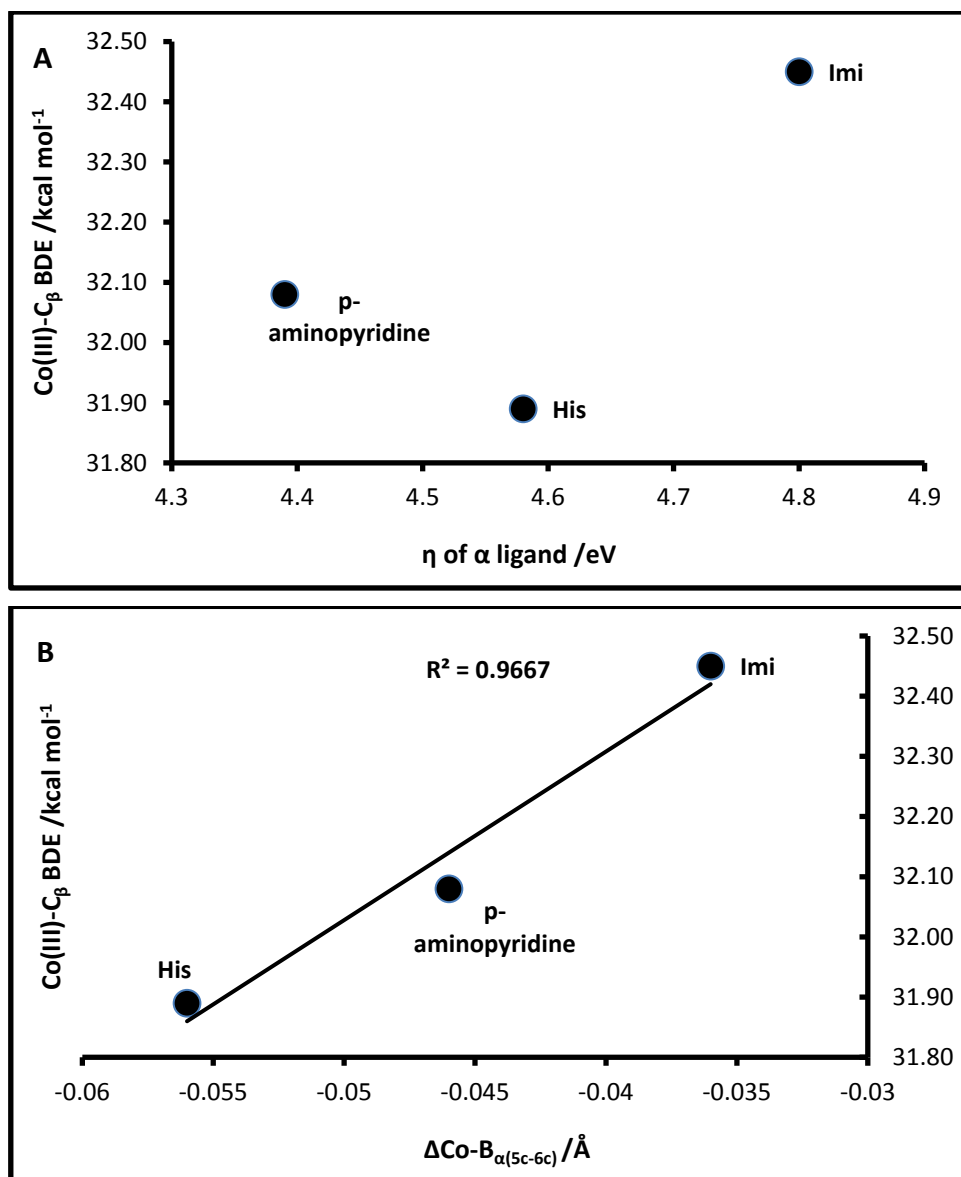 A
Co(III)-Cβ BDE /kcal mol⁻¹
32.50
32.40
32.30
32.20
32.10
32.00
31.90
31.80
Imi
p-
aminopyridine
His
4.3 4.4 4.5 4.6 4.7 4.8 4.9
η of α ligand /eV
B
Co(III)-Cβ BDE /kcal mol⁻¹
R² = 0.9667
Imi
p-
aminopyridine
His
32.50
32.40
32.30
32.20
32.10
32.00
31.90
31.80
-0.06 -0.055 -0.05 -0.045 -0.04 -0.035 -0.03
ΔCo-Bα(5c-6c) /Å